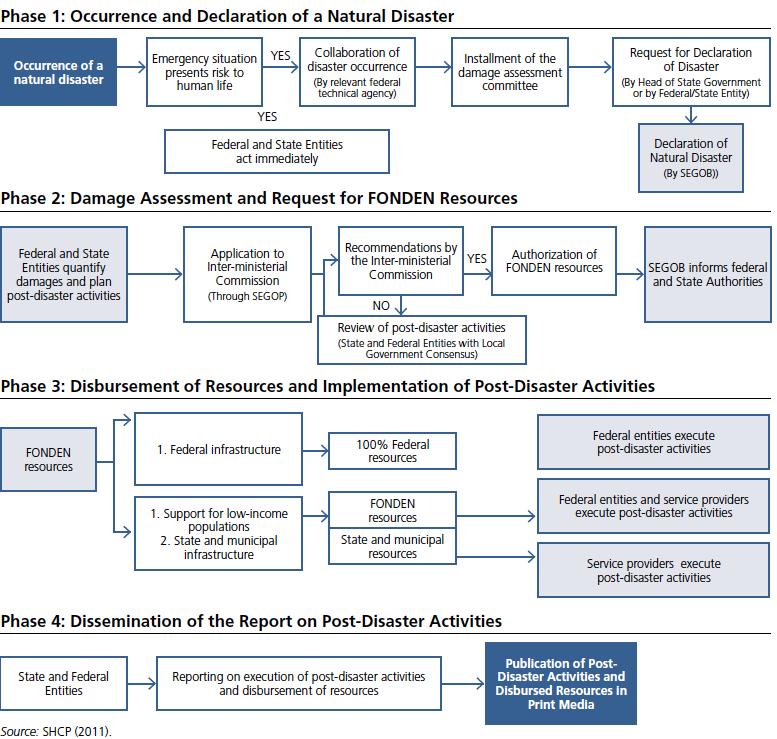 Phase 1: Occurrence and Declaration of a Natural Disaster
Occurrence of a
natural disaster
Emergency situation
presents risk to
human life
YES
Collaboration of
disaster occurrence
(By relevant federal
technical agency)
Installment of the
damage assessment
committee
Request for Declaration
of Disaster
(By Head of State Government
or by Federal/State Entity)
YES
Federal and State Entities
act immediately
Declaration of
Natural Disaster
(By SEGOB))
Phase 2: Damage Assessment and Request for FONDEN Resources
Federal and State
Entities quantify
damages and plan
post-disaster activities
Application to
Inter-ministerial
Commission
(Through SEGOP)
Recommendations by
the Inter-ministerial
Commission
YES
Authorization of
FONDEN resources
SEGOB informs federal
and State Authorities
NO
Review of post-disaster activities
(State and Federal Entities with Local
Government Consensus)
Phase 3: Disbursement of Resources and Implementation of Post-Disaster Activities
FONDEN
resources
1. Federal infrastructure
100% Federal
resources
Federal entities execute
post-disaster activities
1. Support for low-income
populations
2. State and municipal
infrastructure
FONDEN
resources
State and municipal
resources
Federal entities and service providers
execute post-disaster activities
Service providers execute
post-disaster activities
Phase 4: Dissemination of the Report on Post-Disaster Activities
State and Federal
Entities
Reporting on execution of post-disaster activities
and disbursement of resources
Publication of Post-
Disaster Activities and
Disbursed Resources in
Print Media
Source: SHCP (2011).